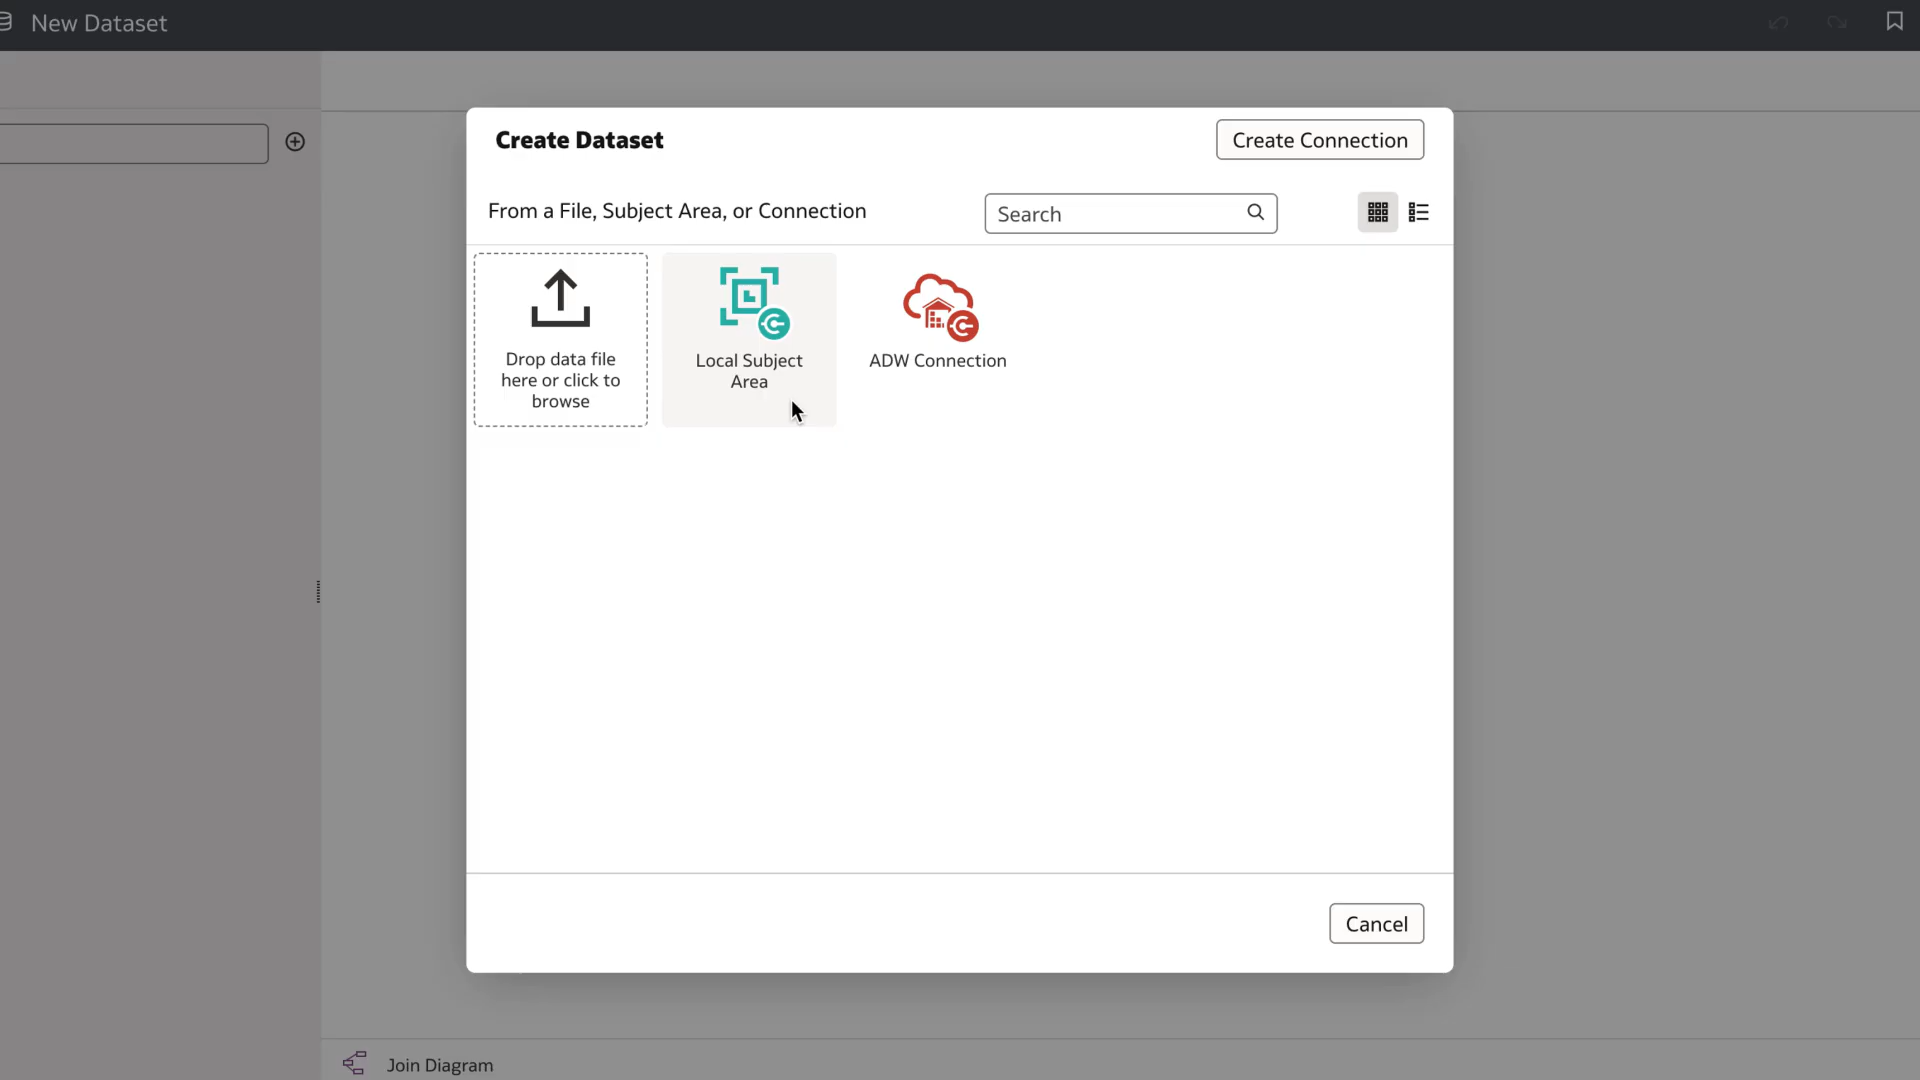 New Dataset
Create Dataset
Create Connection
From a File, Subject Area, or Connection
Search
Drop data file
here or click to
browse
Local Subject
Area
ADW Connection
Cancel
Join Diagram